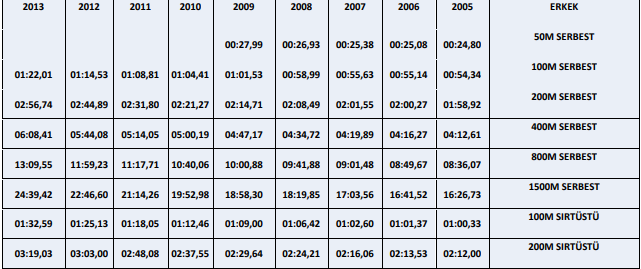 2013 2012 2011 2010 2009 2008 2007 2006 2005 ERKEK
00:27,99 00:26,93 00:25,38 00:25,08 00:24,80 50M SERBEST
01:22,01 01:14,53 01:08,81 01:04,41 01:01,53 00:58,99 00:55,63 00:55,14 00:54,34 100M SERBEST
02:56,74 02:44,89 02:31,80 02:21,27 02:14,71 02:08,49 02:01,55 02:00,27 01:58,92 200M SERBEST
06:08,41 05:44,08 05:14,05 05:00,19 04:47,17 04:34,72 04:19,89 04:16,27 04:12,61 400M SERBEST
13:09,55 11:59,23 11:17,71 10:40,06 10:00,88 09:41,88 09:01,48 08:49,67 08:36,07 800M SERBEST
24:39,42 22:46,60 21:14,26 19:52,98 18:58,30 18:19,85 17:03,56 16:41,52 16:26,73 1500M SERBEST
01:32,59 01:25,13 01:18,05 01:12,46 01:09,00 01:06,42 01:02,60 01:01,37 01:00,33 100M SIRTÜSTÜ
03:19,03 03:03,00 02:48,08 02:37,55 02:29,64 02:24,21 02:16,06 02:13,53 02:12,00 200M SIRTÜSTÜ